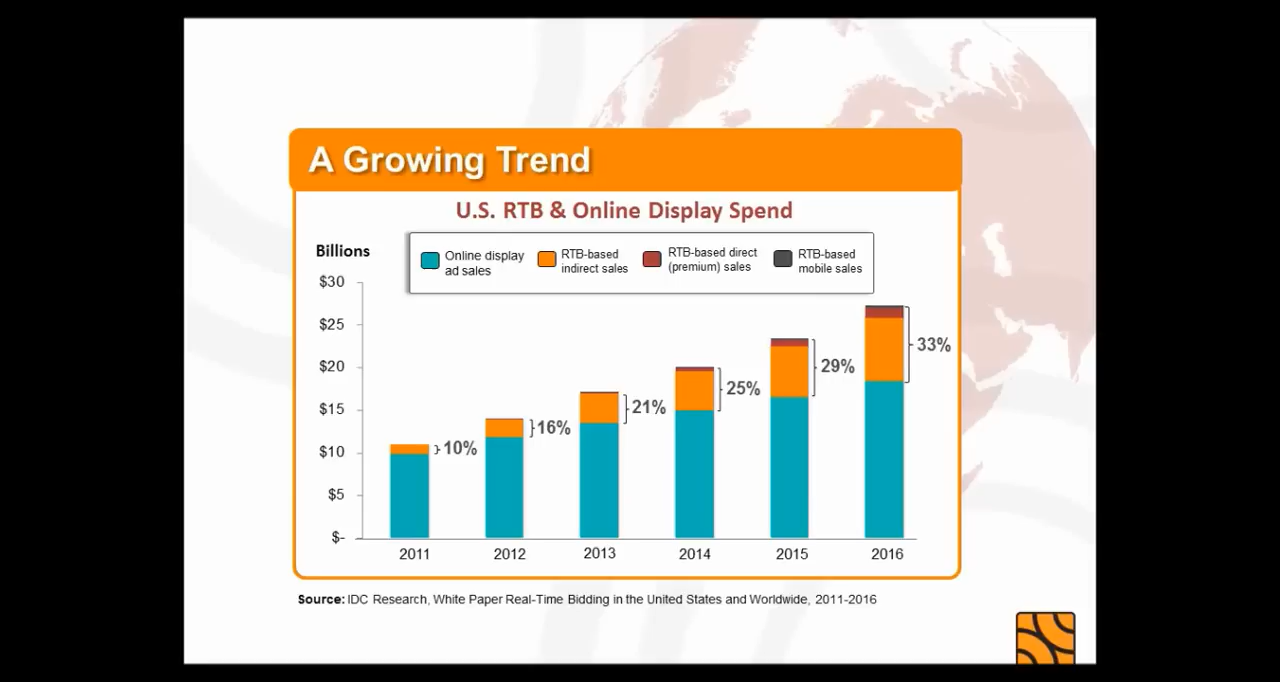 A Growing Trend
U.S. RTB & Online Display Spend
Billions
Online display
ad sales
RTB-based
indirect sales
RTB-based direct
(premium) sales
RTB-based
mobile sales
$30
$25
$20
$15
$10
$5
$-
10%
16%
21%
25%
29%
33%
2011
2012
2013
2014
2015
2016
Source: IDC Research, White Paper Real-Time Bidding in the United States and Worldwide, 2011-2016